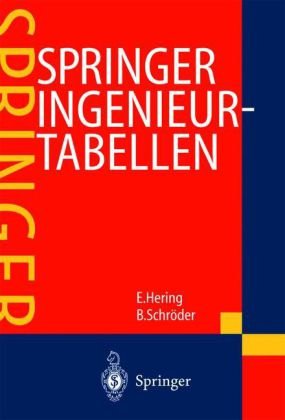 SPRINGER
SPRINGER
INGENIEUR-
TABELLEN
E.Hering
B.Schröder
Springer